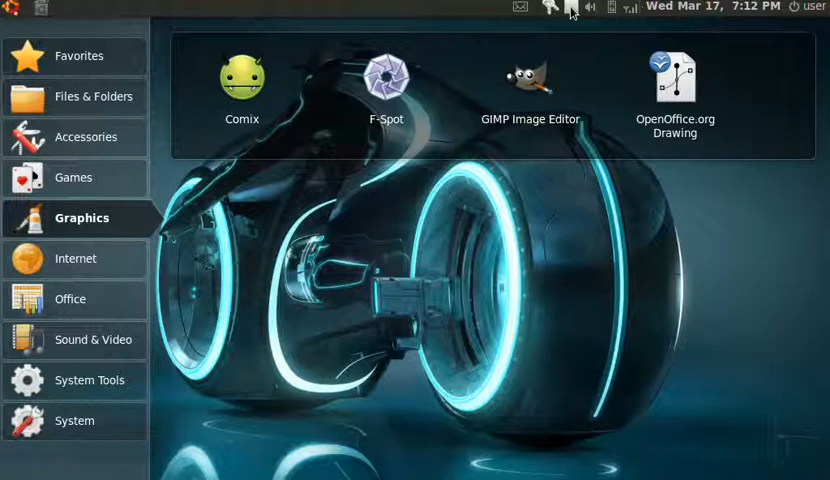 Wed Mar 17, 7:12 PM user
Favorites
Files & Folders
Accessories
Games
Graphics
Internet
Office
Sound & Video
System Tools
System
Comix
F-Spot
GIMP Image Editor
OpenOffice.org
Drawing